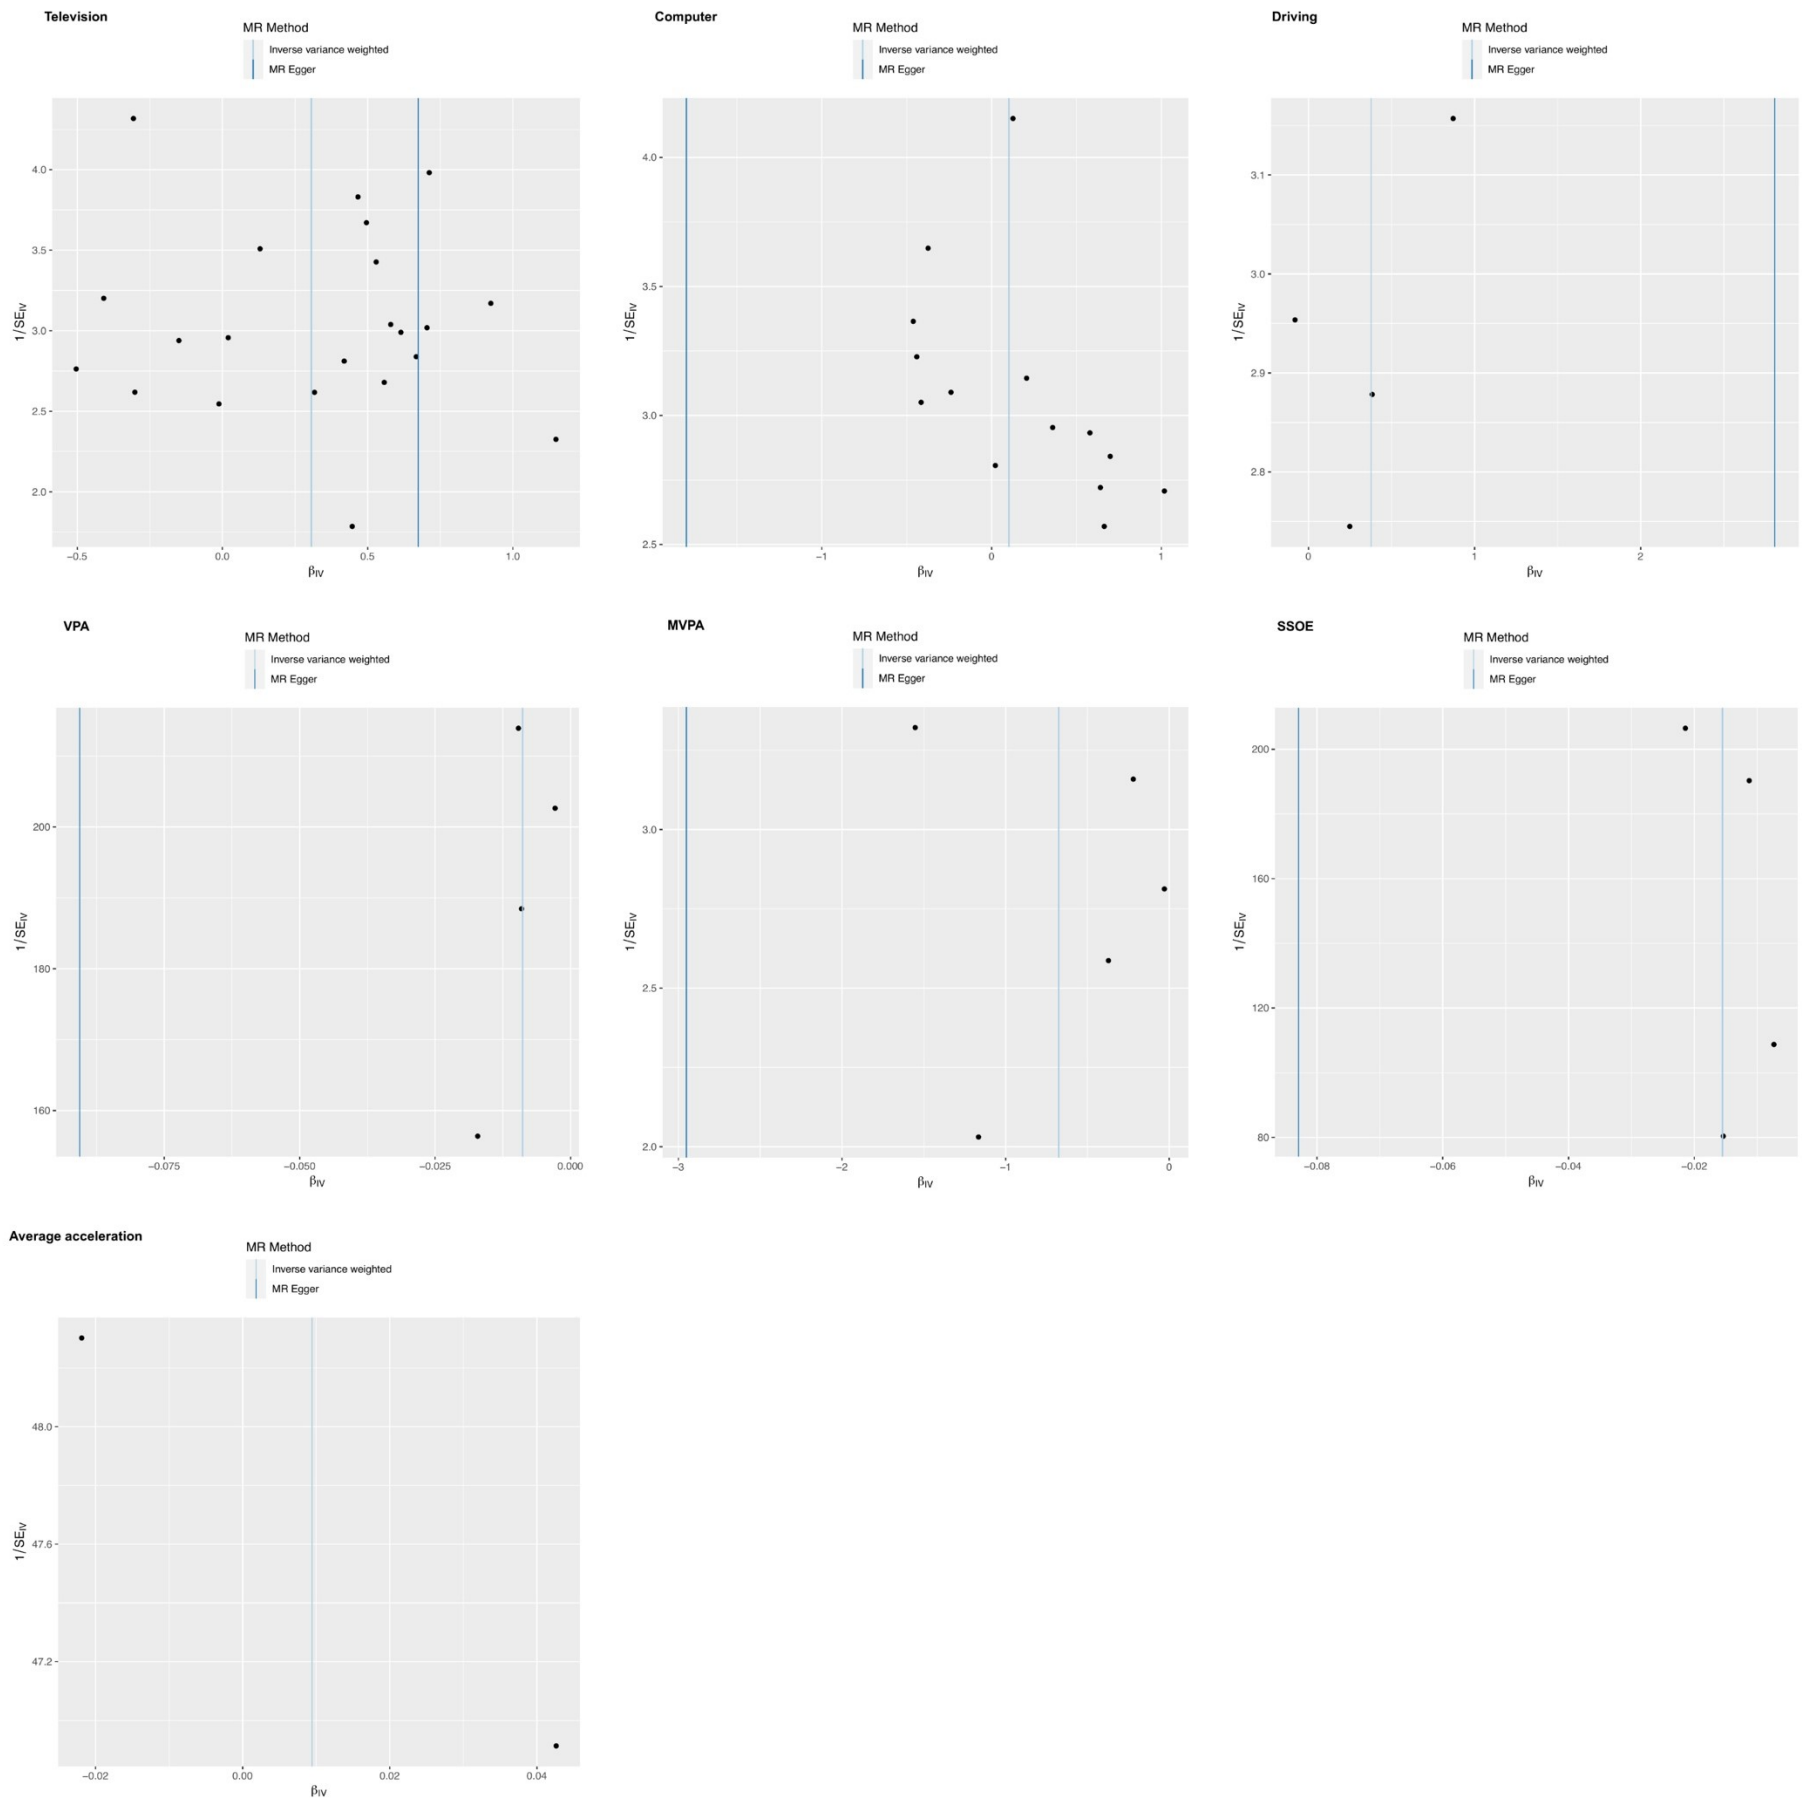 Television
MR Method
Inverse variance weighted
MR Egger
4.0
3.5
3.0
2.5
2.0
1/SE_IV
−0.5 0.0 0.5 1.0
β_IV
Computer
MR Method
Inverse variance weighted
MR Egger
4.0
3.5
3.0
2.5
1/SE_IV
−1 0 1
β_IV
Driving
MR Method
Inverse variance weighted
MR Egger
3.1
3.0
2.9
2.8
1/SE_IV
0 1 2
β_IV
VPA
MR Method
Inverse variance weighted
MR Egger
200
180
160
1/SE_IV
−0.075 −0.050 −0.025 0.000
β_IV
MVPA
MR Method
Inverse variance weighted
MR Egger
3.0
2.5
2.0
1/SE_IV
−3 −2 −1 0
β_IV
SSOE
MR Method
Inverse variance weighted
MR Egger
200
160
120
80
1/SE_IV
−0.08 −0.06 −0.04 −0.02
β_IV
Average acceleration
MR Method
Inverse variance weighted
MR Egger
48.0
47.6
47.2
1/SE_IV
−0.02 0.00 0.02 0.04
β_IV